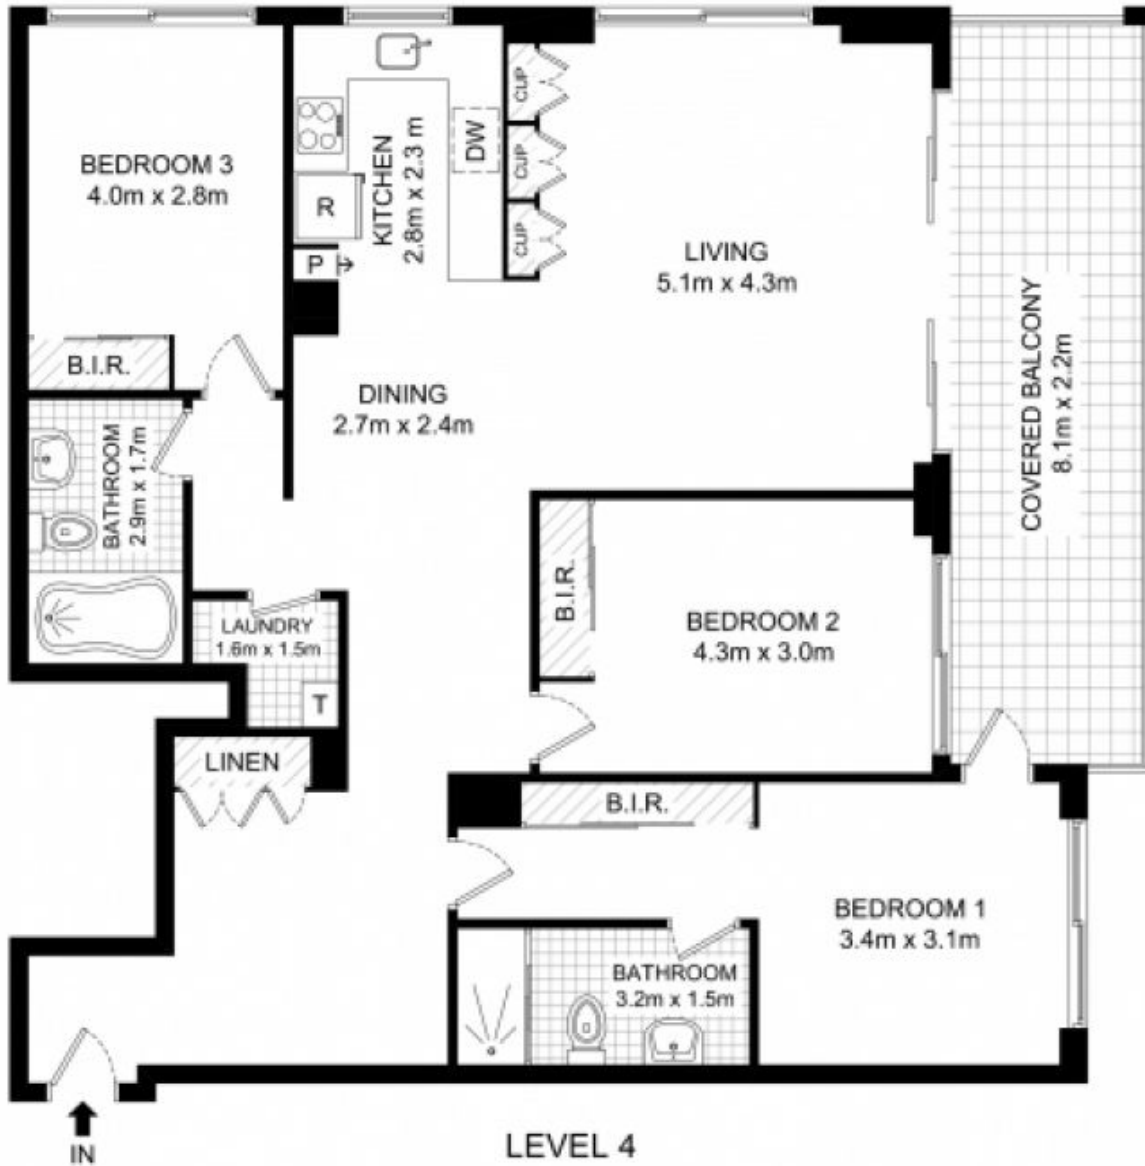 BEDROOM 3
4.0m x 2.8m
B.I.R.
KITCHEN
2.8m x 2.3 m
R
P
DW
CUP
CUP
CUP
LIVING
5.1m x 4.3m
DINING
2.7m x 2.4m
COVERED BALCONY
8.1m x 2.2m
BATHROOM
2.9m x 1.7m
LAUNDRY
1.6m x 1.5m
T
LINEN
B.I.R.
BEDROOM 2
4.3m x 3.0m
B.I.R.
BEDROOM 1
3.4m x 3.1m
BATHROOM
3.2m x 1.5m
IN
LEVEL 4